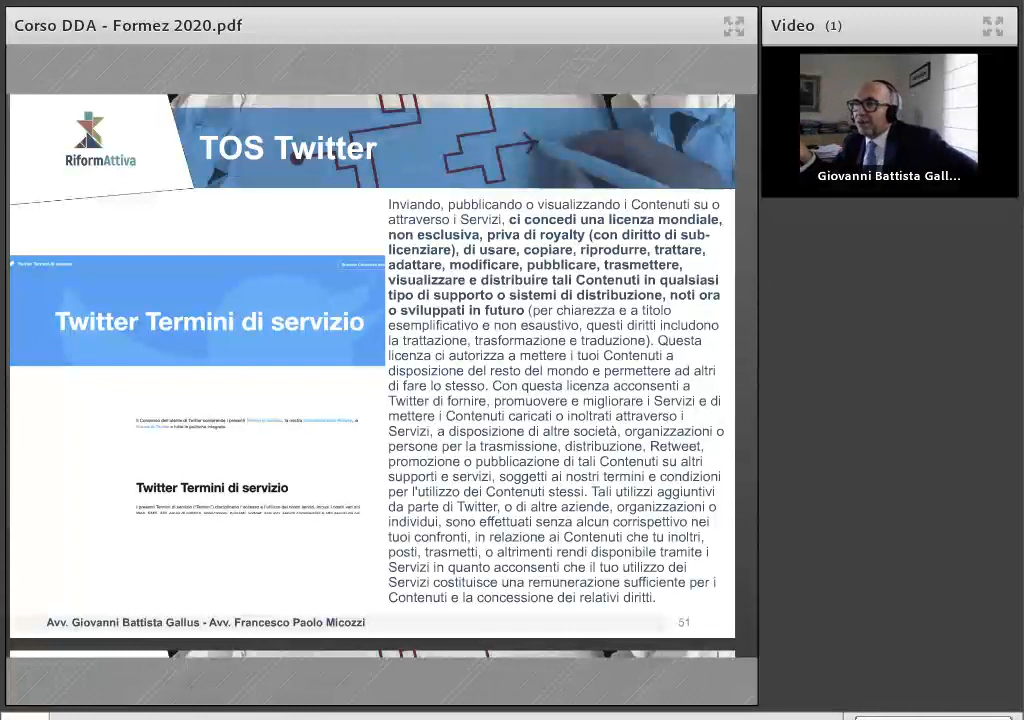 Corso DDA - Formez 2020.pdf
Video (1)
RiformAttiva
TOS Twitter
Giovanni Battista Gall...
Inviando, pubblicando o visualizzando i Contenuti su o
attraverso i Servizi, ci concedi una licenza mondiale,
non esclusiva, priva di royalty (con diritto di sub-
licenziare), di usare, copiare, riprodurre, trattare,
adattare, modificare, pubblicare, trasmettere,
visualizzare e distribuire tali Contenuti in qualsiasi
tipo di supporto o sistemi di distribuzione, noti ora
o sviluppati in futuro (per chiarezza e a titolo
esemplificativo e non esaustivo, questi diritti includono
la trattazione, trasformazione e traduzione). Questa
licenza ci autorizza a mettere i tuoi Contenuti a
disposizione del resto del mondo e permettere ad altri
di fare lo stesso. Con questa licenza acconsenti a
Twitter di fornire, promuovere e migliorare i Servizi e di
mettere i Contenuti caricati o inoltrati attraverso i
Servizi, a disposizione di altre società, organizzazioni o
persone per la trasmissione, distribuzione, Retweet,
promozione o pubblicazione di tali Contenuti su altri
supporti e servizi, soggetti ai nostri termini e condizioni
per l'utilizzo dei Contenuti stessi. Tali utilizzi aggiuntivi
da parte di Twitter, o di altre aziende, organizzazioni o
individui, sono effettuati senza alcun corrispettivo nei
tuoi confronti, in relazione ai Contenuti che tu inoltri,
posti, trasmetti, o altrimenti rendi disponibile tramite i
Servizi in quanto acconsenti che il tuo utilizzo dei
Servizi costituisce una remunerazione sufficiente per i
Contenuti e la concessione dei relativi diritti.
Twitter Termini di servizio
Twitter Termini di servizio
Twitter Termini di servizio
Avv. Giovanni Battista Gallus - Avv. Francesco Paolo Micozzi
51